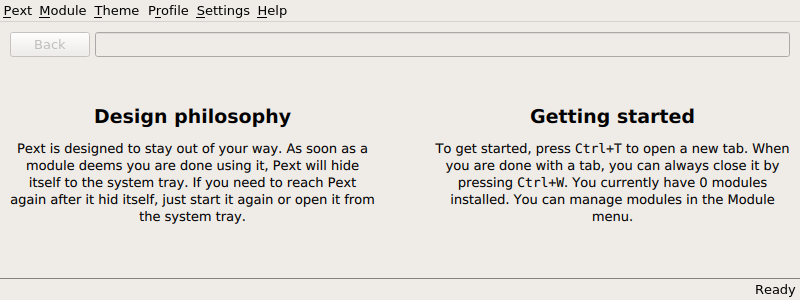 Pext Module Theme Profile Settings Help
Back
Design philosophy
Pext is designed to stay out of your way. As soon as a
module deems you are done using it, Pext will hide
itself to the system tray. If you need to reach Pext
again after it hid itself, just start it again or open it from
the system tray.
Getting started
To get started, press Ctrl+T to open a new tab. When
you are done with a tab, you can always close it by
pressing Ctrl+W. You currently have 0 modules
installed. You can manage modules in the Module
menu.
Ready